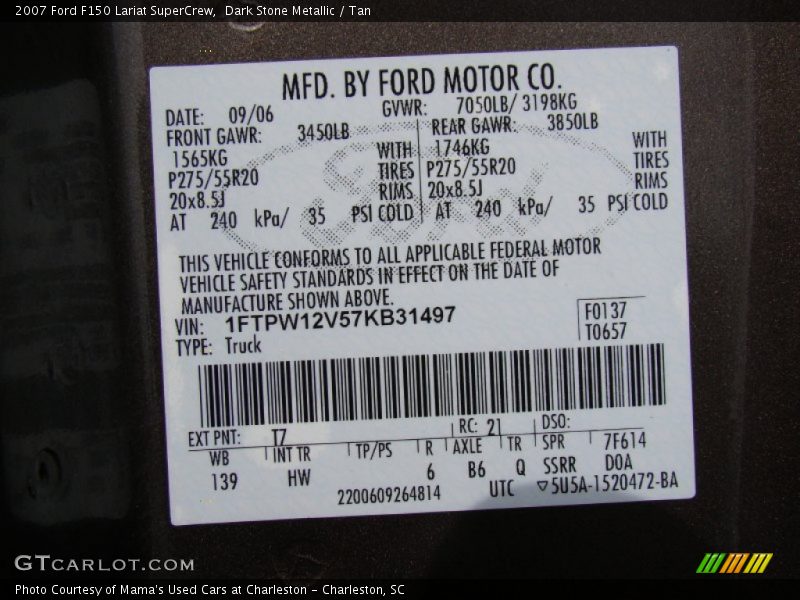 2007 Ford F150 Lariat SuperCrew,  Dark Stone Metallic / Tan
MFD. BY FORD MOTOR CO.
DATE: 09/06 GVWR: 7050LB/ 3198KG
FRONT GAWR: 3450LB REAR GAWR: 3850LB
1565KG WITH 1746KG WITH
P275/55R20 TIRES P275/55R20 TIRES
20x8.5J RIMS 20x8.5J RIMS
AT 240 kPa/ 35 PSI COLD AT 240 kPa/ 35 PSI COLD
THIS VEHICLE CONFORMS TO ALL APPLICABLE FEDERAL MOTOR
VEHICLE SAFETY STANDARDS IN EFFECT ON THE DATE OF
MANUFACTURE SHOWN ABOVE.
VIN: 1FTPW12V57KB31497 F0137
TYPE: Truck T0657
EXT PNT: T7 RC: 21 DSO:
WB INT TR TP/PS R AXLE TR SPR 7F614
139 HW 6 B6 Q SSRR DOA
2200609264814 UTC ▽5U5A-1520472-BA
GTCARLOT.COM
Photo Courtesy of Mama's Used Cars at Charleston - Charleston, SC